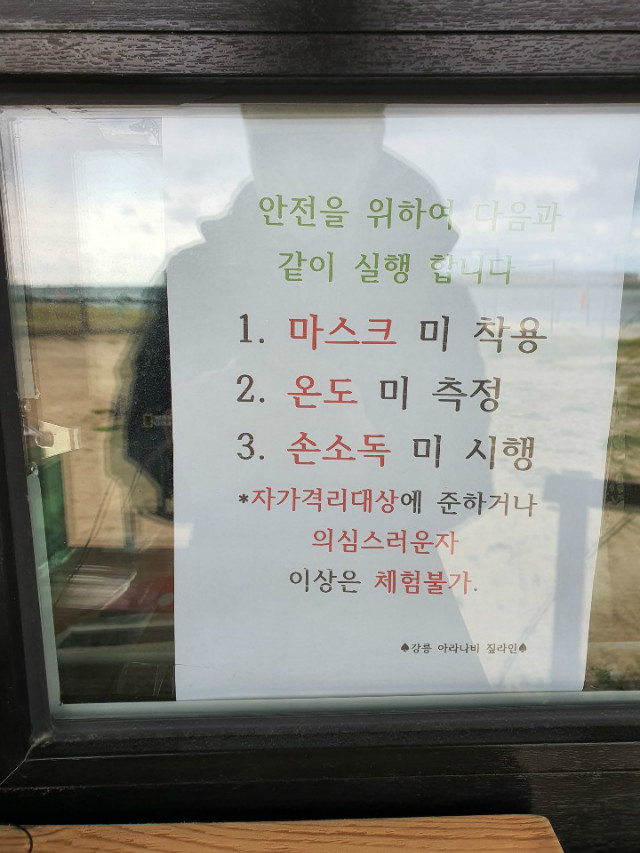 안전을 위하여 다음과
같이 실행 합니다
1. 마스크 미 착용
2. 온도 미 측정
3. 손소독 미 시행
*자가격리대상에 준하거나
의심스러운자
이상은 체험불가.
♠강릉 아라나비 질라인♠